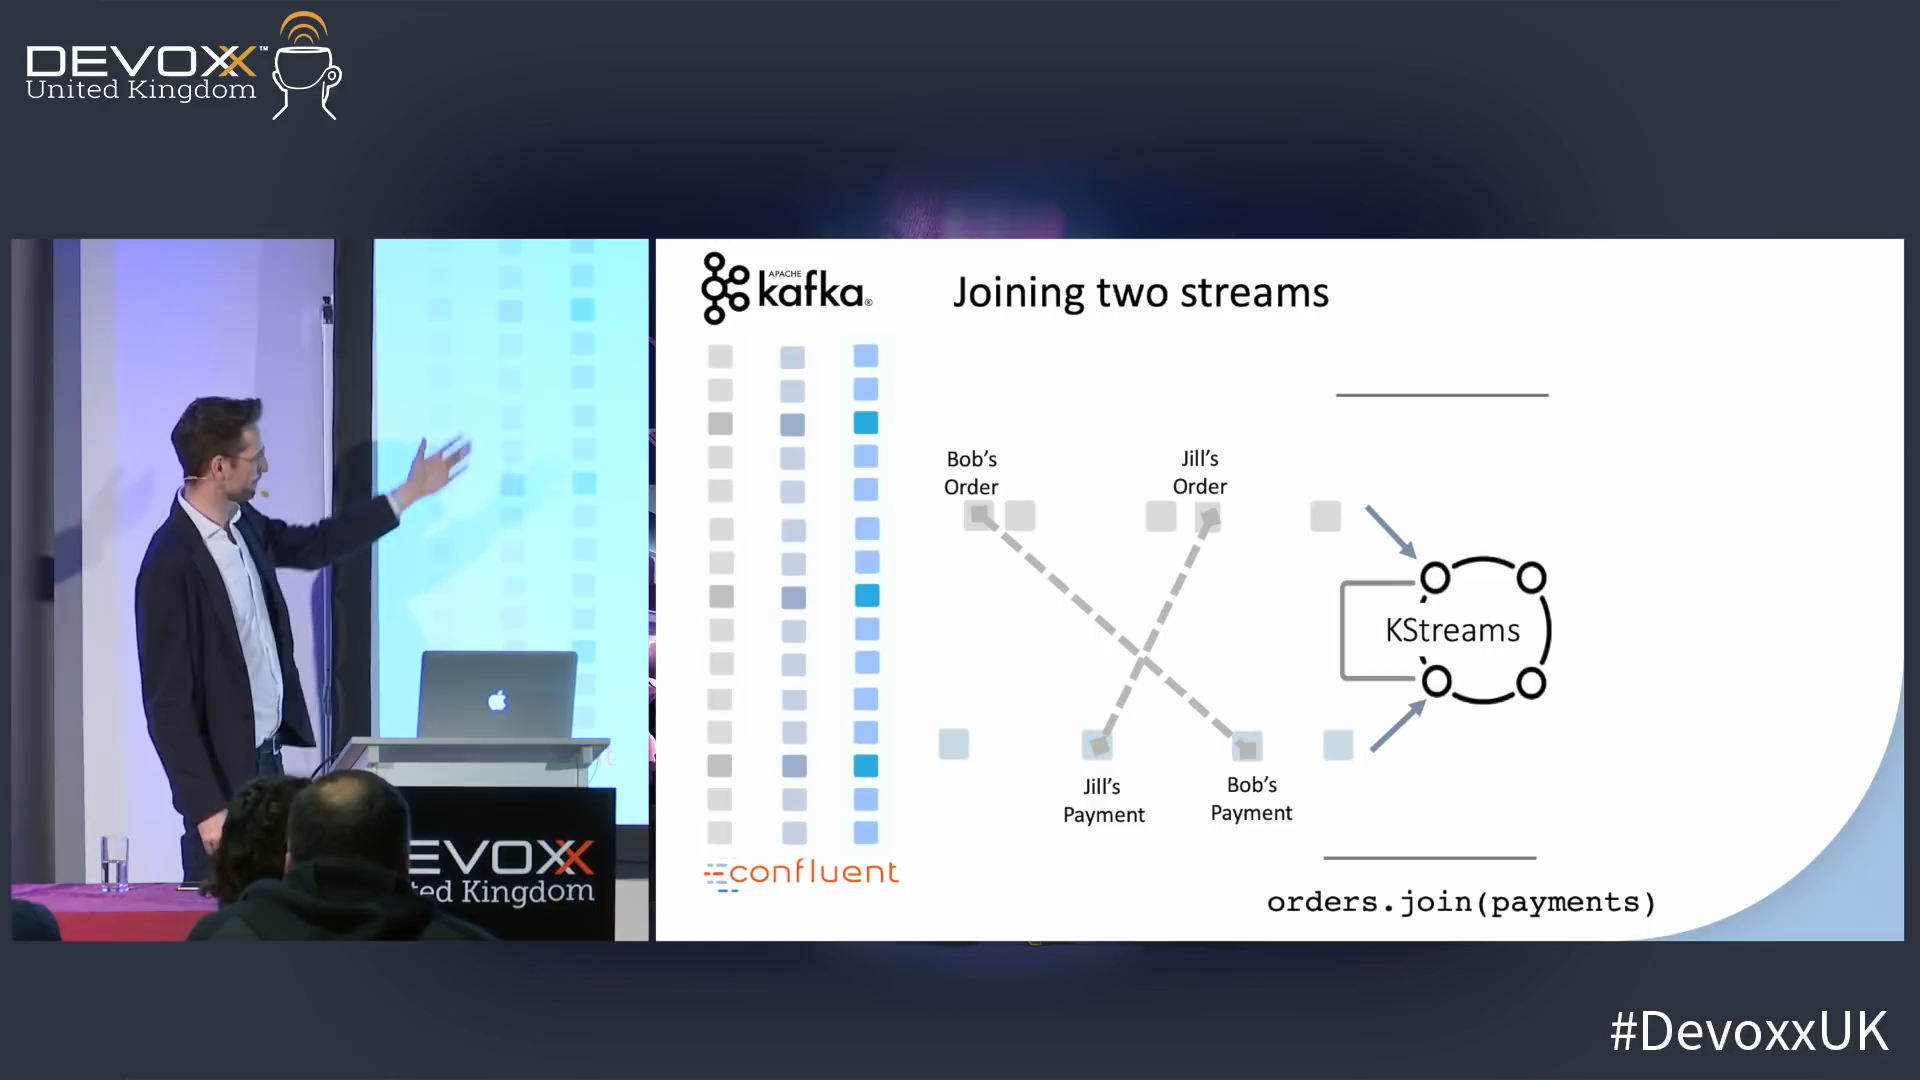 DEVOXX™
United Kingdom
APACHE
kafka®
Joining two streams
Bob's
Order
Jill's
Order
KStreams
Jill's
Payment
Bob's
Payment
confluent
orders.join(payments)
EVOXX
ted Kingdom
#DevoxxUK